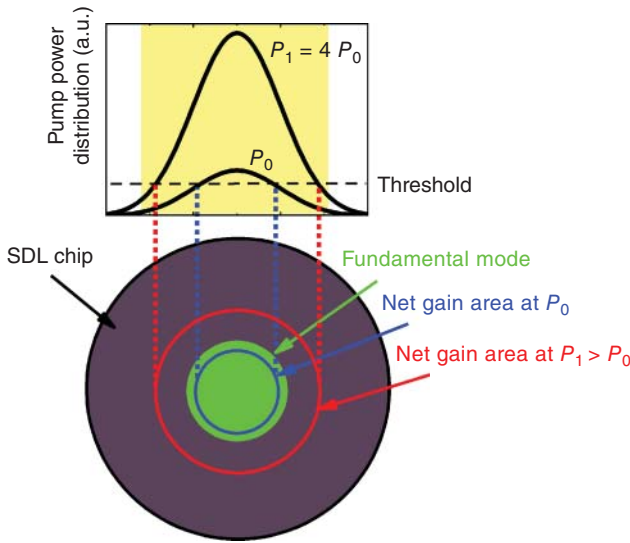 Pump power
distribution (a.u.)
P₁ = 4 P₀
P₀
Threshold
SDL chip
Fundamental mode
Net gain area at P₀
Net gain area at P₁ > P₀